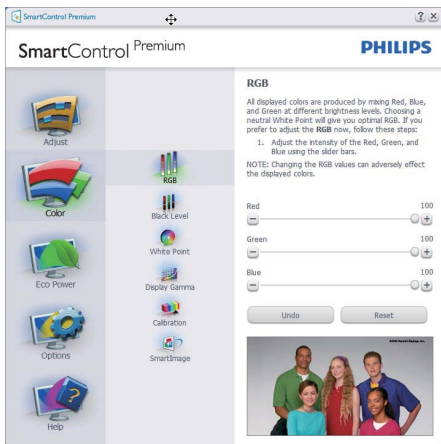 SmartControl Premium
SmartControl Premium
PHILIPS
Adjust
Color
Eco Power
Options
Help
RGB
Black Level
White Point
Display Gamma
Calibration
SmartImage
RGB
All displayed colors are produced by mixing Red, Blue,
and Green at different brightness levels. Choosing a
neutral White Point will give you optimal RGB. If you
prefer to adjust the RGB now, follow these steps:
1. Adjust the intensity of the Red, Green, and
Blue using the slider bars.
NOTE: Changing the RGB values can adversely effect
the displayed colors.
Red 100
Green 100
Blue 100
Undo Reset